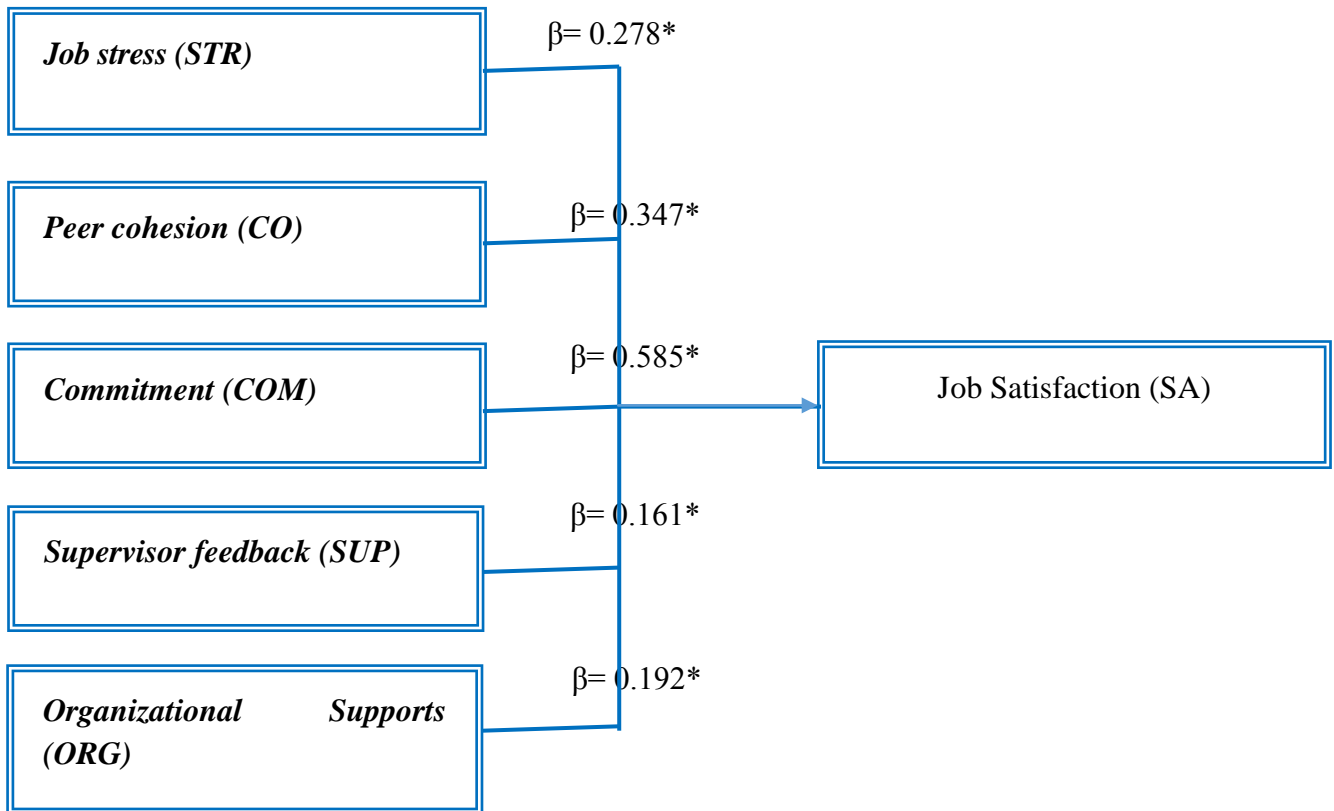 Job stress (STR)
β= 0.278*
Peer cohesion (CO)
β= 0.347*
Commitment (COM)
β= 0.585*
Job Satisfaction (SA)
Supervisor feedback (SUP)
β= 0.161*
Organizational Supports
(ORG)
β= 0.192*